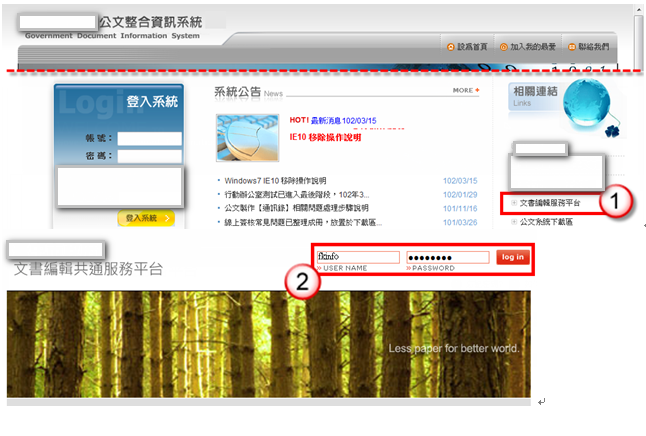 公文整合資訊系統
Government Document Information System
設為首頁 加入我的最愛 聯絡我們
Login 登入系統
帳號：
密碼：
登入系統
系統公告 News MORE
HOT! 最新消息102/03/15
IE10 移除操作說明
Windows7 IE10移除操作說明 102/03/15
行動辦公室測試已進入最後階段，102年3... 102/01/29
公文製作【通訊錄】相關問題處理步驟說明 101/11/16
線上簽核常見問題已整理成冊，放置於下載區... 101/03/26
相關連結
Links
文書編輯服務平台
1
公文系統下載區
文書編輯共通服務平台
2
●●●●●●●● log in
» USER NAME » PASSWORD
Less paper for better world.